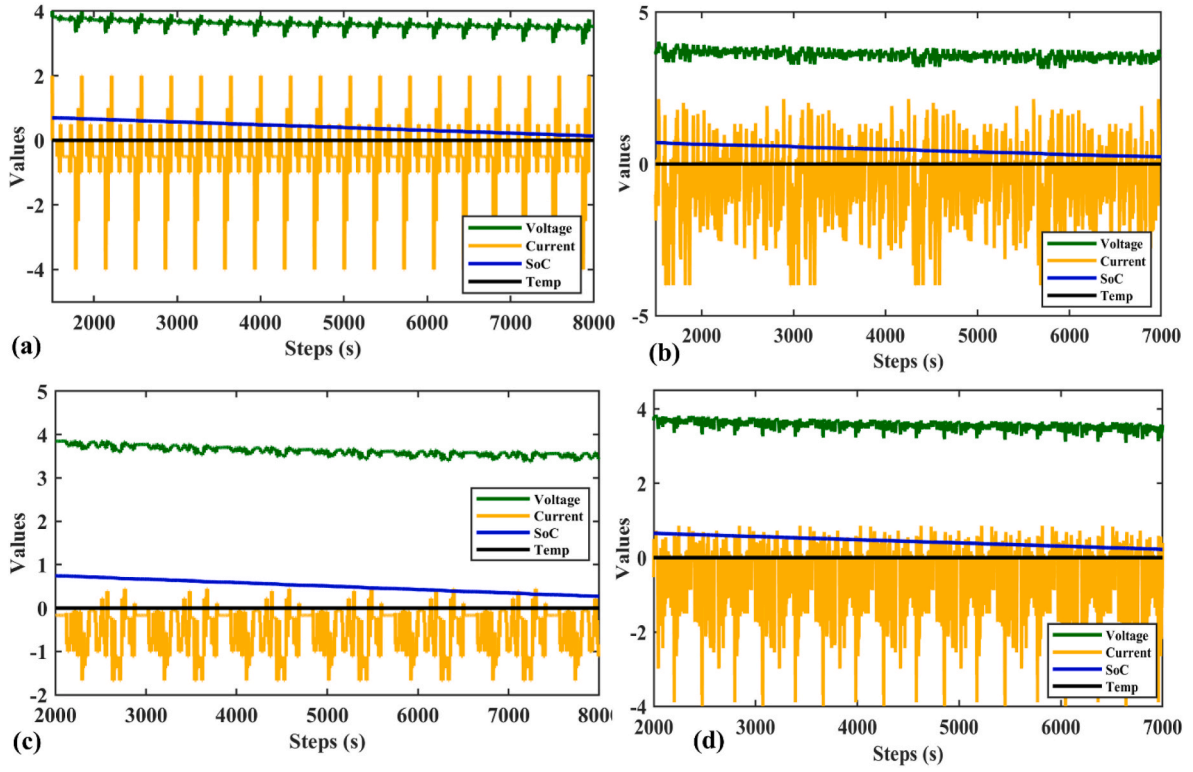 4
2
0
-2
-4
Values
Voltage
Current
SoC
Temp
2000 3000 4000 5000 6000 7000 8000
Steps (s)
(a)
5
0
-5
Values
Voltage
Current
SoC
Temp
2000 3000 4000 5000 6000 7000
Steps (s)
(b)
5
4
3
2
1
0
-1
-2
Values
Voltage
Current
SoC
Temp
2000 3000 4000 5000 6000 7000 8000
Steps (s)
(c)
4
2
0
-2
-4
Values
Voltage
Current
SoC
Temp
2000 3000 4000 5000 6000 7000
Steps (s)
(d)